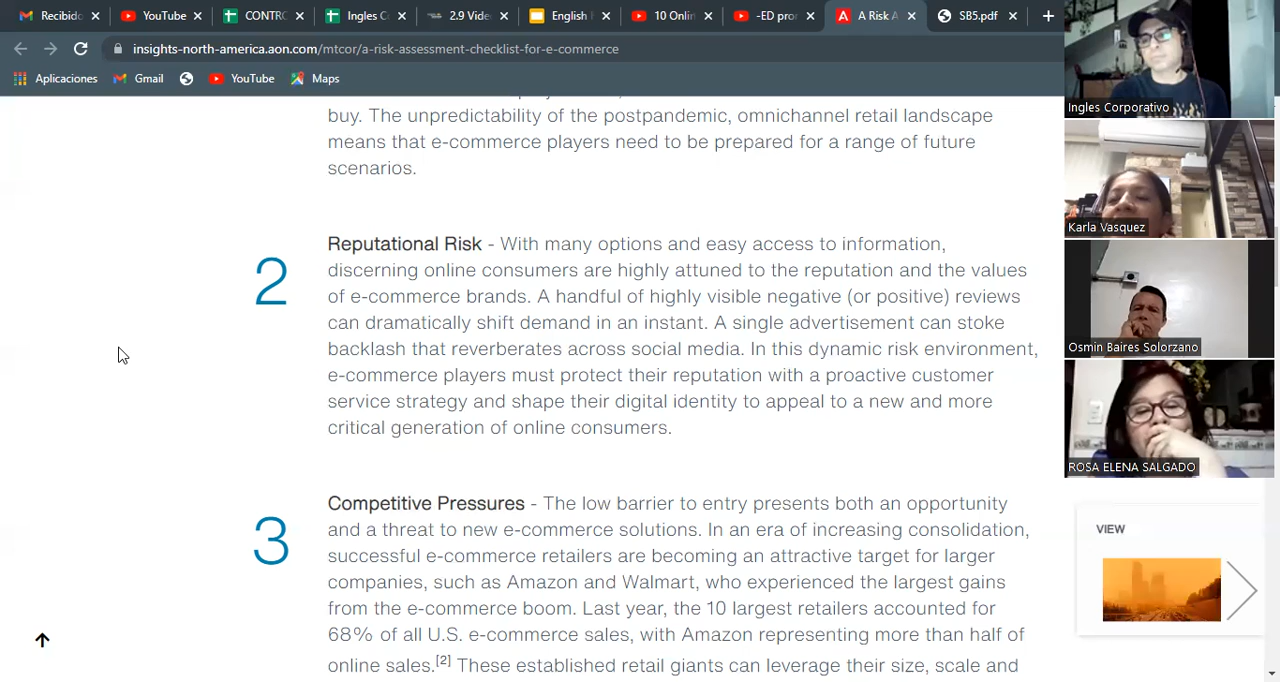 Recibido
YouTube
CONTRO
Ingles C
2.9 Vide
English T
10 Onlin
-ED pro
A Risk A
SB5.pdf
insights-north-america.aon.com/mtcor/a-risk-assessment-checklist-for-e-commerce
Aplicaciones
Gmail
YouTube
Maps
buy. The unpredictability of the postpandemic, omnichannel retail landscape
means that e-commerce players need to be prepared for a range of future
scenarios.
2
Reputational Risk - With many options and easy access to information,
discerning online consumers are highly attuned to the reputation and the values
of e-commerce brands. A handful of highly visible negative (or positive) reviews
can dramatically shift demand in an instant. A single advertisement can stoke
backlash that reverberates across social media. In this dynamic risk environment,
e-commerce players must protect their reputation with a proactive customer
service strategy and shape their digital identity to appeal to a new and more
critical generation of online consumers.
3
Competitive Pressures - The low barrier to entry presents both an opportunity
and a threat to new e-commerce solutions. In an era of increasing consolidation,
successful e-commerce retailers are becoming an attractive target for larger
companies, such as Amazon and Walmart, who experienced the largest gains
from the e-commerce boom. Last year, the 10 largest retailers accounted for
68% of all U.S. e-commerce sales, with Amazon representing more than half of
online sales.[2] These established retail giants can leverage their size, scale and
Ingles Corporativo
Karla Vasquez
Osmin Baires Solorzano
ROSA ELENA SALGADO
VIEW